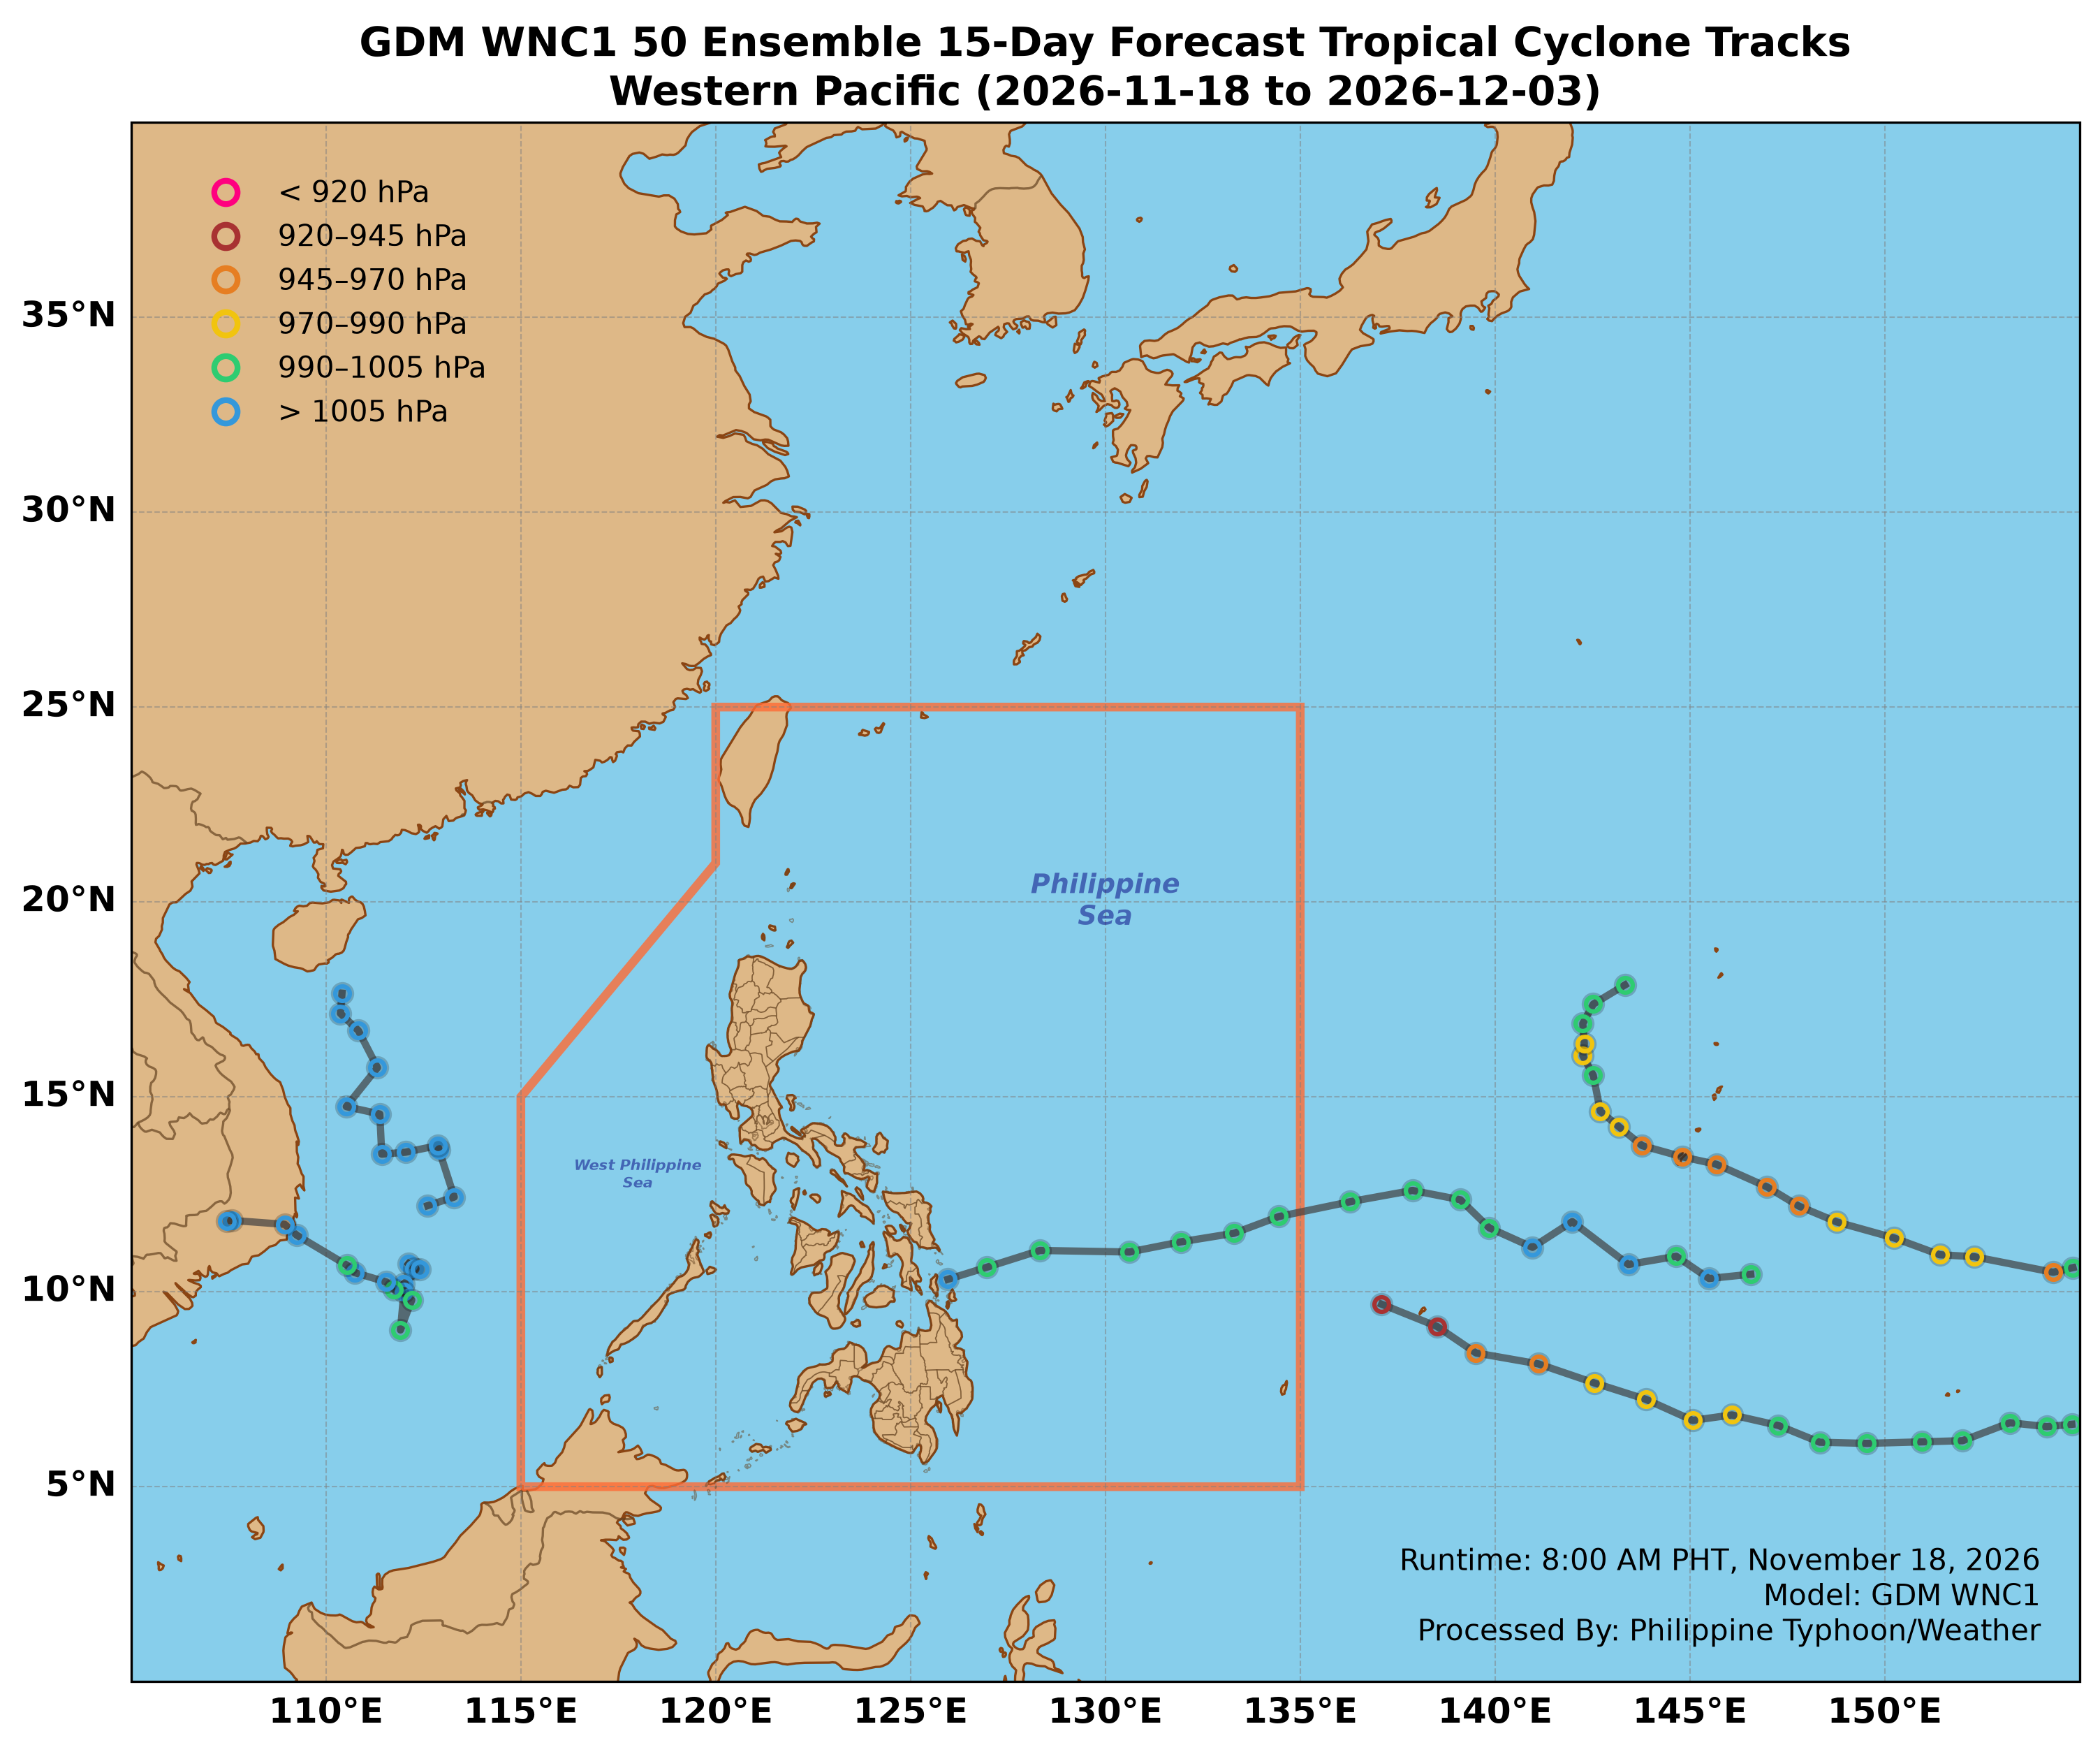 GDM WNC1 50 Ensemble 15-Day Forecast Tropical Cyclone Tracks
Western Pacific (2026-11-18 to 2026-12-03)
< 920 hPa
920–945 hPa
945–970 hPa
970–990 hPa
990–1005 hPa
> 1005 hPa
35°N
30°N
25°N
20°N
15°N
10°N
5°N
Philippine
Sea
West Philippine
Sea
Runtime: 8:00 AM PHT, November 18, 2026
Model: GDM WNC1
Processed By: Philippine Typhoon/Weather
110°E
115°E
120°E
125°E
130°E
135°E
140°E
145°E
150°E